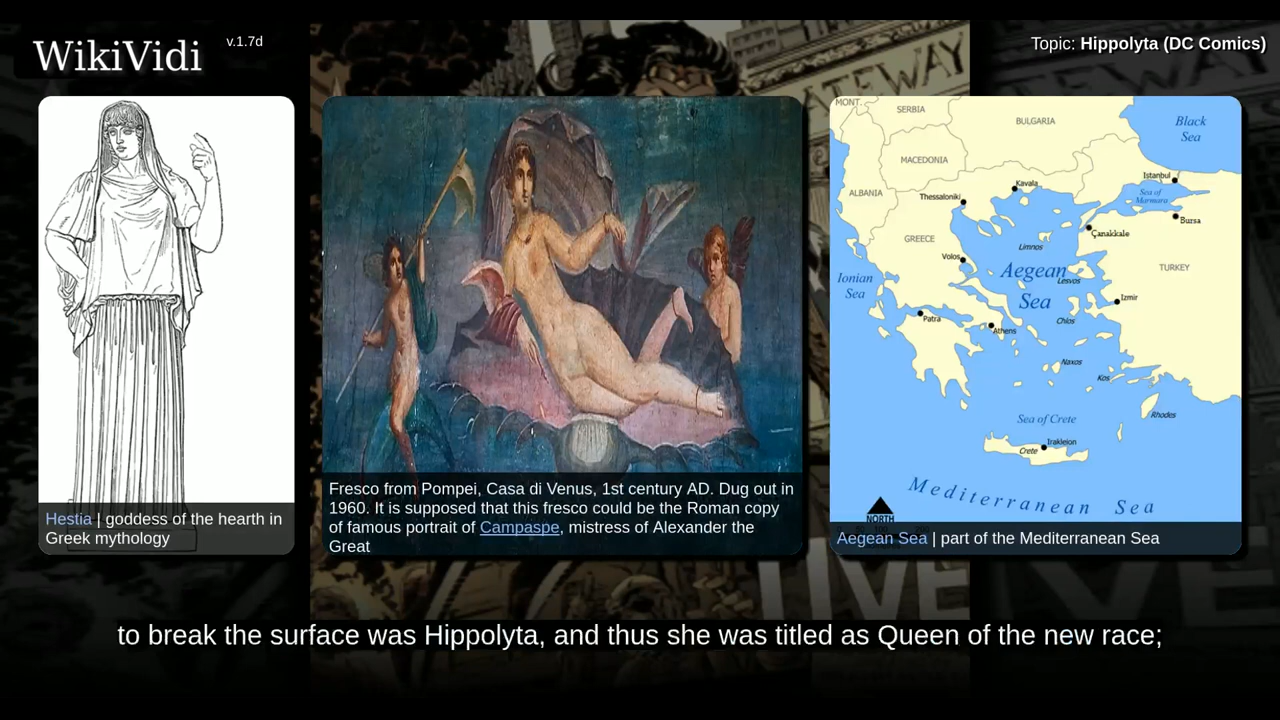 WikiVidi
v.1.7d
Topic: Hippolyta (DC Comics)
GATEWAY
GATEWAY
Hestia | goddess of the hearth in
Greek mythology
Fresco from Pompei, Casa di Venus, 1st century AD. Dug out in
1960. It is supposed that this fresco could be the Roman copy
of famous portrait of Campaspe, mistress of Alexander the
Great
MONT.
SERBIA
BULGARIA
Black
Sea
MACEDONIA
Istanbul
ALBANIA
Kavala
Sea of
Marmara
Thessaloniki
Bursa
Çanakkale
GREECE
Limnos
Volos
Aegean
Sea
TURKEY
Lesvos
Ionian
Sea
Izmir
Patra
Chios
Athens
Naxos
Kos
Rhodes
Sea of Crete
Irakleion
Crete
Mediterranean Sea
NORTH
Aegean Sea | part of the Mediterranean Sea
LIVE
to break the surface was Hippolyta, and thus she was titled as Queen of the new race;